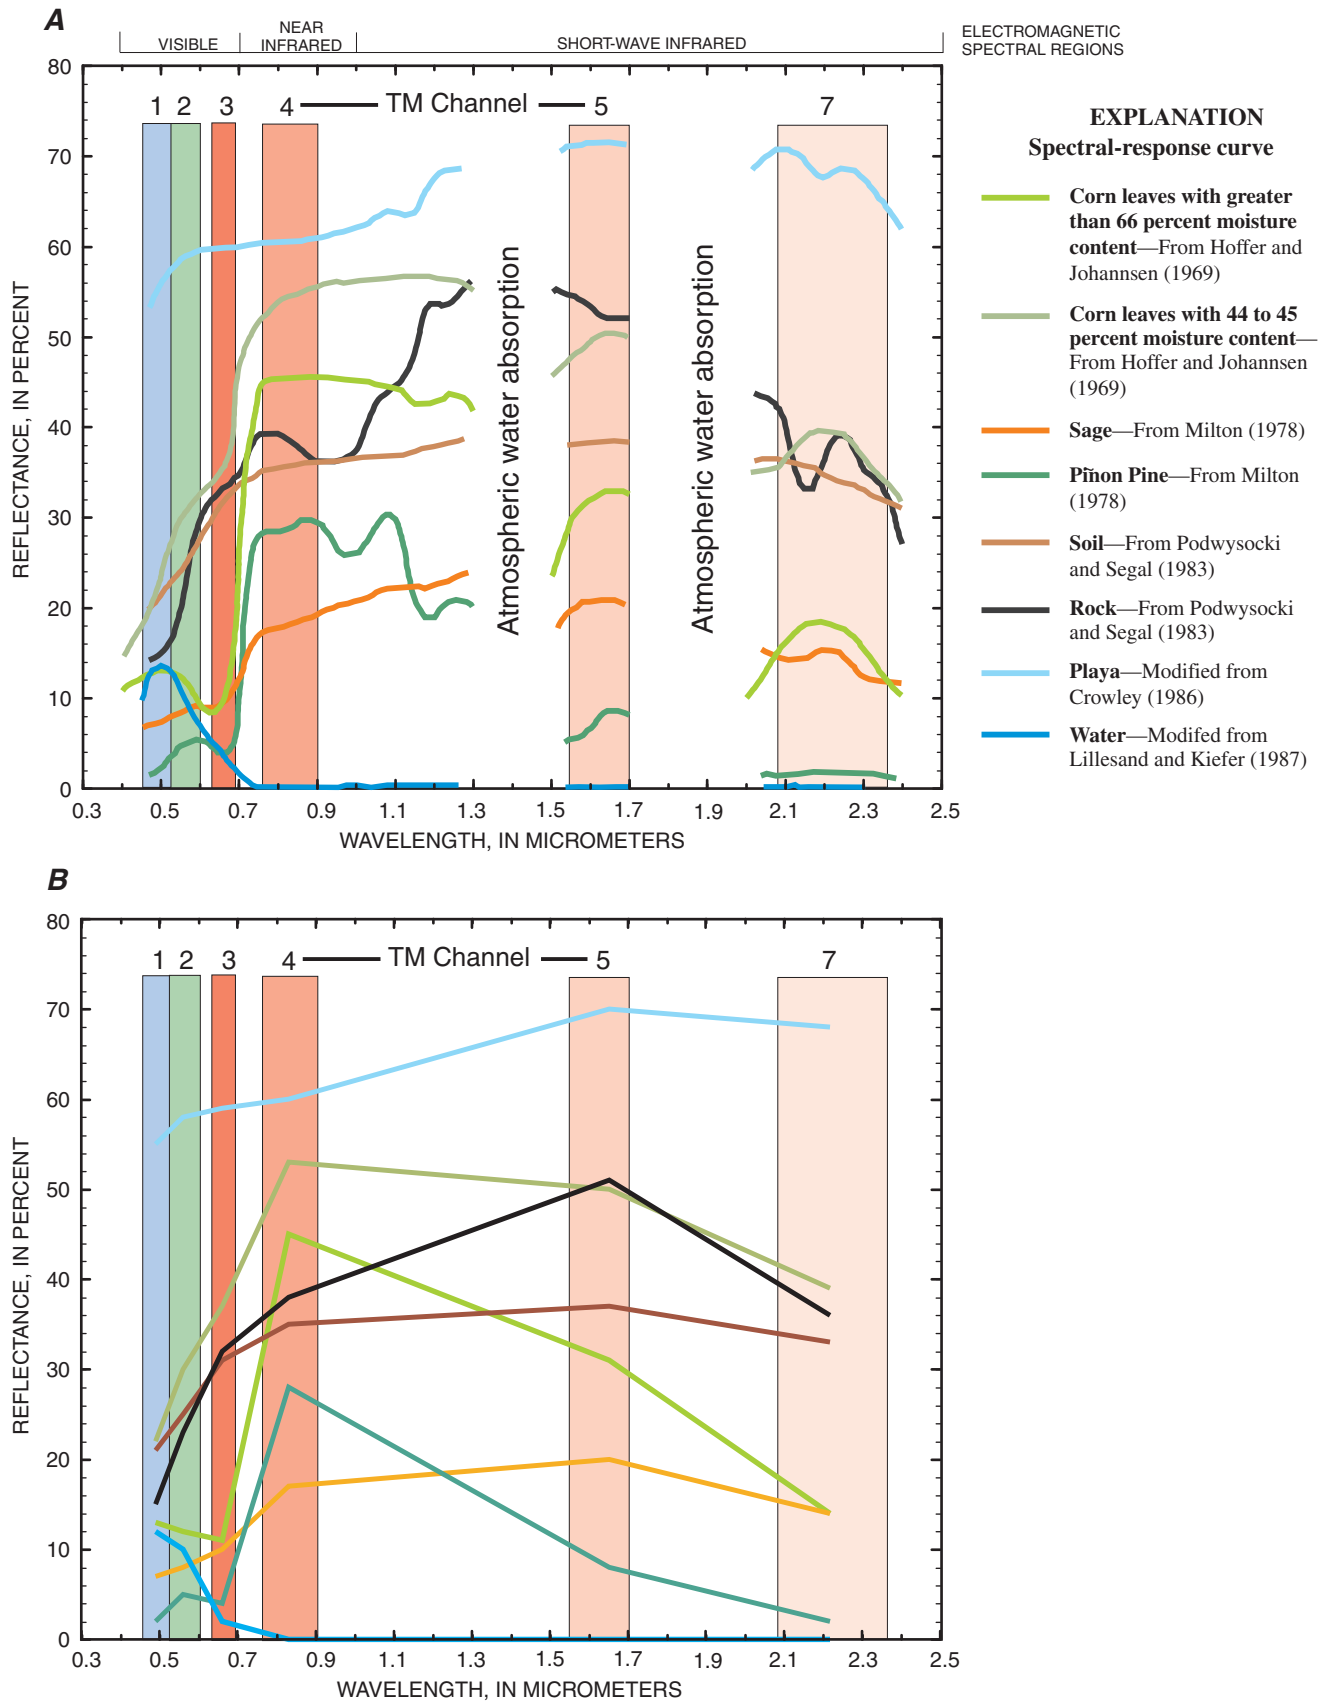 A
VISIBLE
NEAR
INFRARED
SHORT-WAVE INFRARED
ELECTROMAGNETIC
SPECTRAL REGIONS
80
70
60
50
40
30
20
10
0
REFLECTANCE, IN PERCENT
1 2 3 4 TM Channel 5 7
Atmospheric water absorption
Atmospheric water absorption
0.3 0.5 0.7 0.9 1.1 1.3 1.5 1.7 1.9 2.1 2.3 2.5
WAVELENGTH, IN MICROMETERS
EXPLANATION
Spectral-response curve
Corn leaves with greater
than 66 percent moisture
content—From Hoffer and
Johannsen (1969)
Corn leaves with 44 to 45
percent moisture content—
From Hoffer and Johannsen
(1969)
Sage—From Milton (1978)
Piñon Pine—From Milton
(1978)
Soil—From Podwysocki
and Segal (1983)
Rock—From Podwysocki
and Segal (1983)
Playa—Modified from
Crowley (1986)
Water—Modifed from
Lillesand and Kiefer (1987)
B
80
70
60
50
40
30
20
10
0
REFLECTANCE, IN PERCENT
1 2 3 4 TM Channel 5 7
0.3 0.5 0.7 0.9 1.1 1.3 1.5 1.7 1.9 2.1 2.3 2.5
WAVELENGTH, IN MICROMETERS